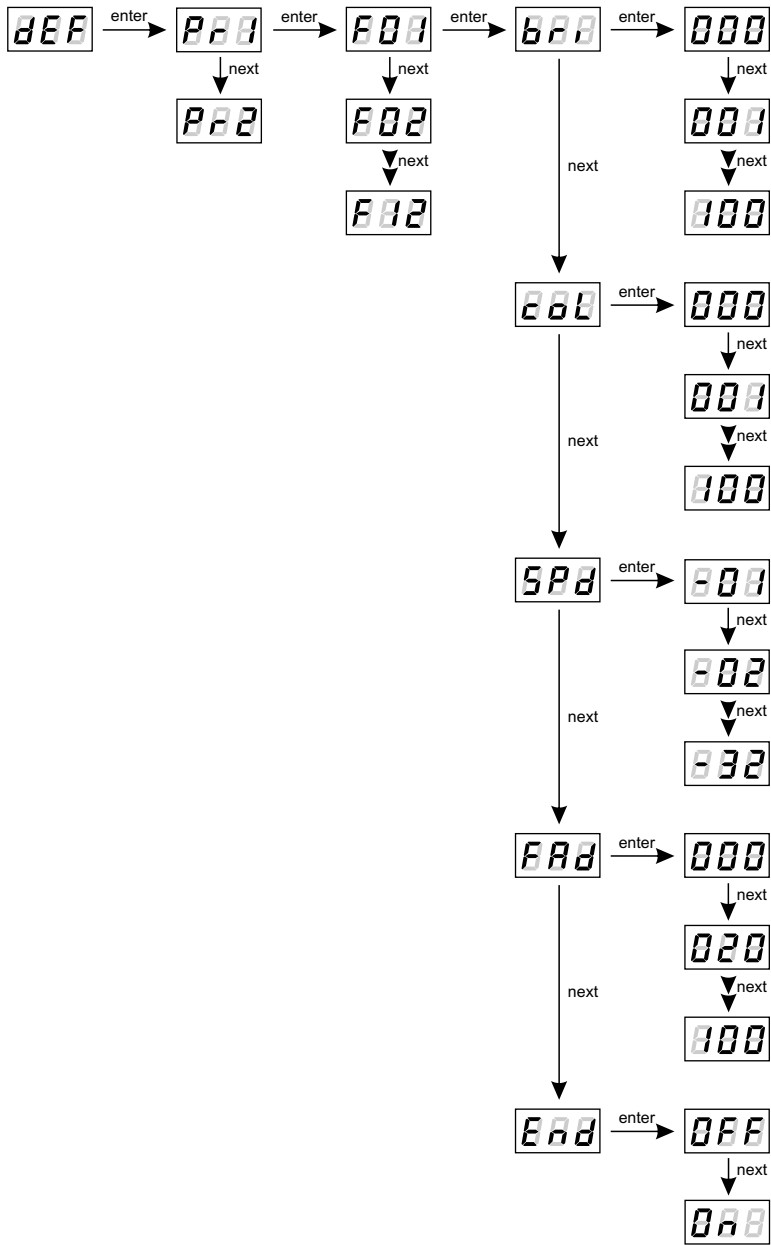 dEF enter Pr1 enter F01 enter bri enter 000
next next next
Pr2 F02 001
next next
next
F12 100
coL enter 000
next
001
next
next
100
SPd enter -01
next
-02
next
next
-32
FAd enter 000
next
020
next
next
100
End enter OFF
next
On